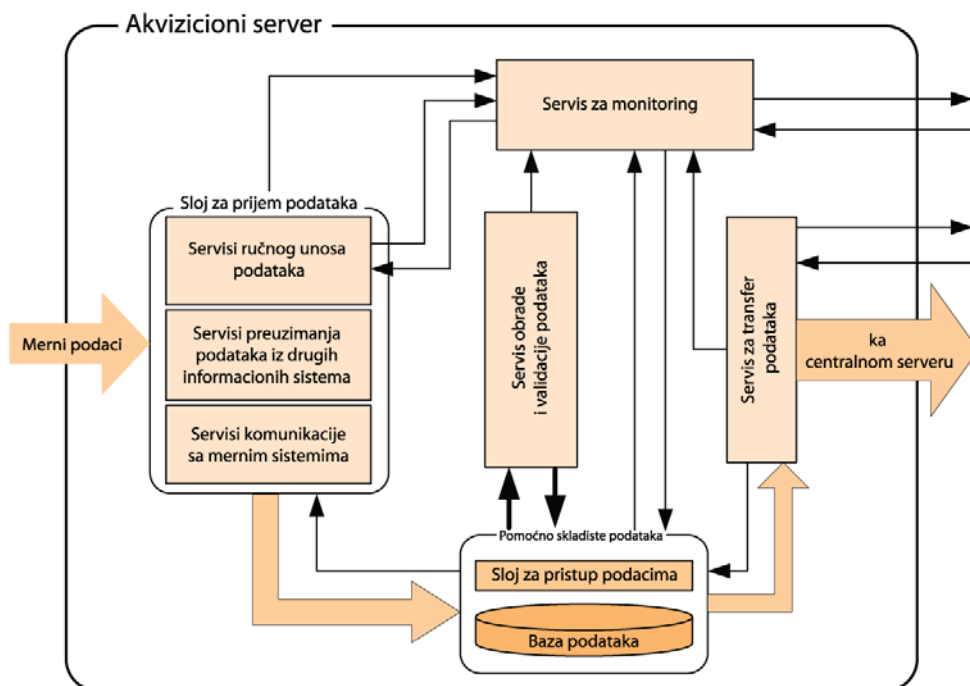 Akvizicioni server
Servis za monitoring
Sloj za prijem podataka
Servisi ručnog unosa
podataka
Servisi preuzimanja
podataka iz drugih
informacionih sistema
Servisi komunikacije
sa mernim sistemima
Merni podaci
Servis obrade
i validacije podataka
Servis za transfer
podataka
ka
centralnom serveru
Pomoćno skladiste podataka
Sloj za pristup podacima
Baza podataka